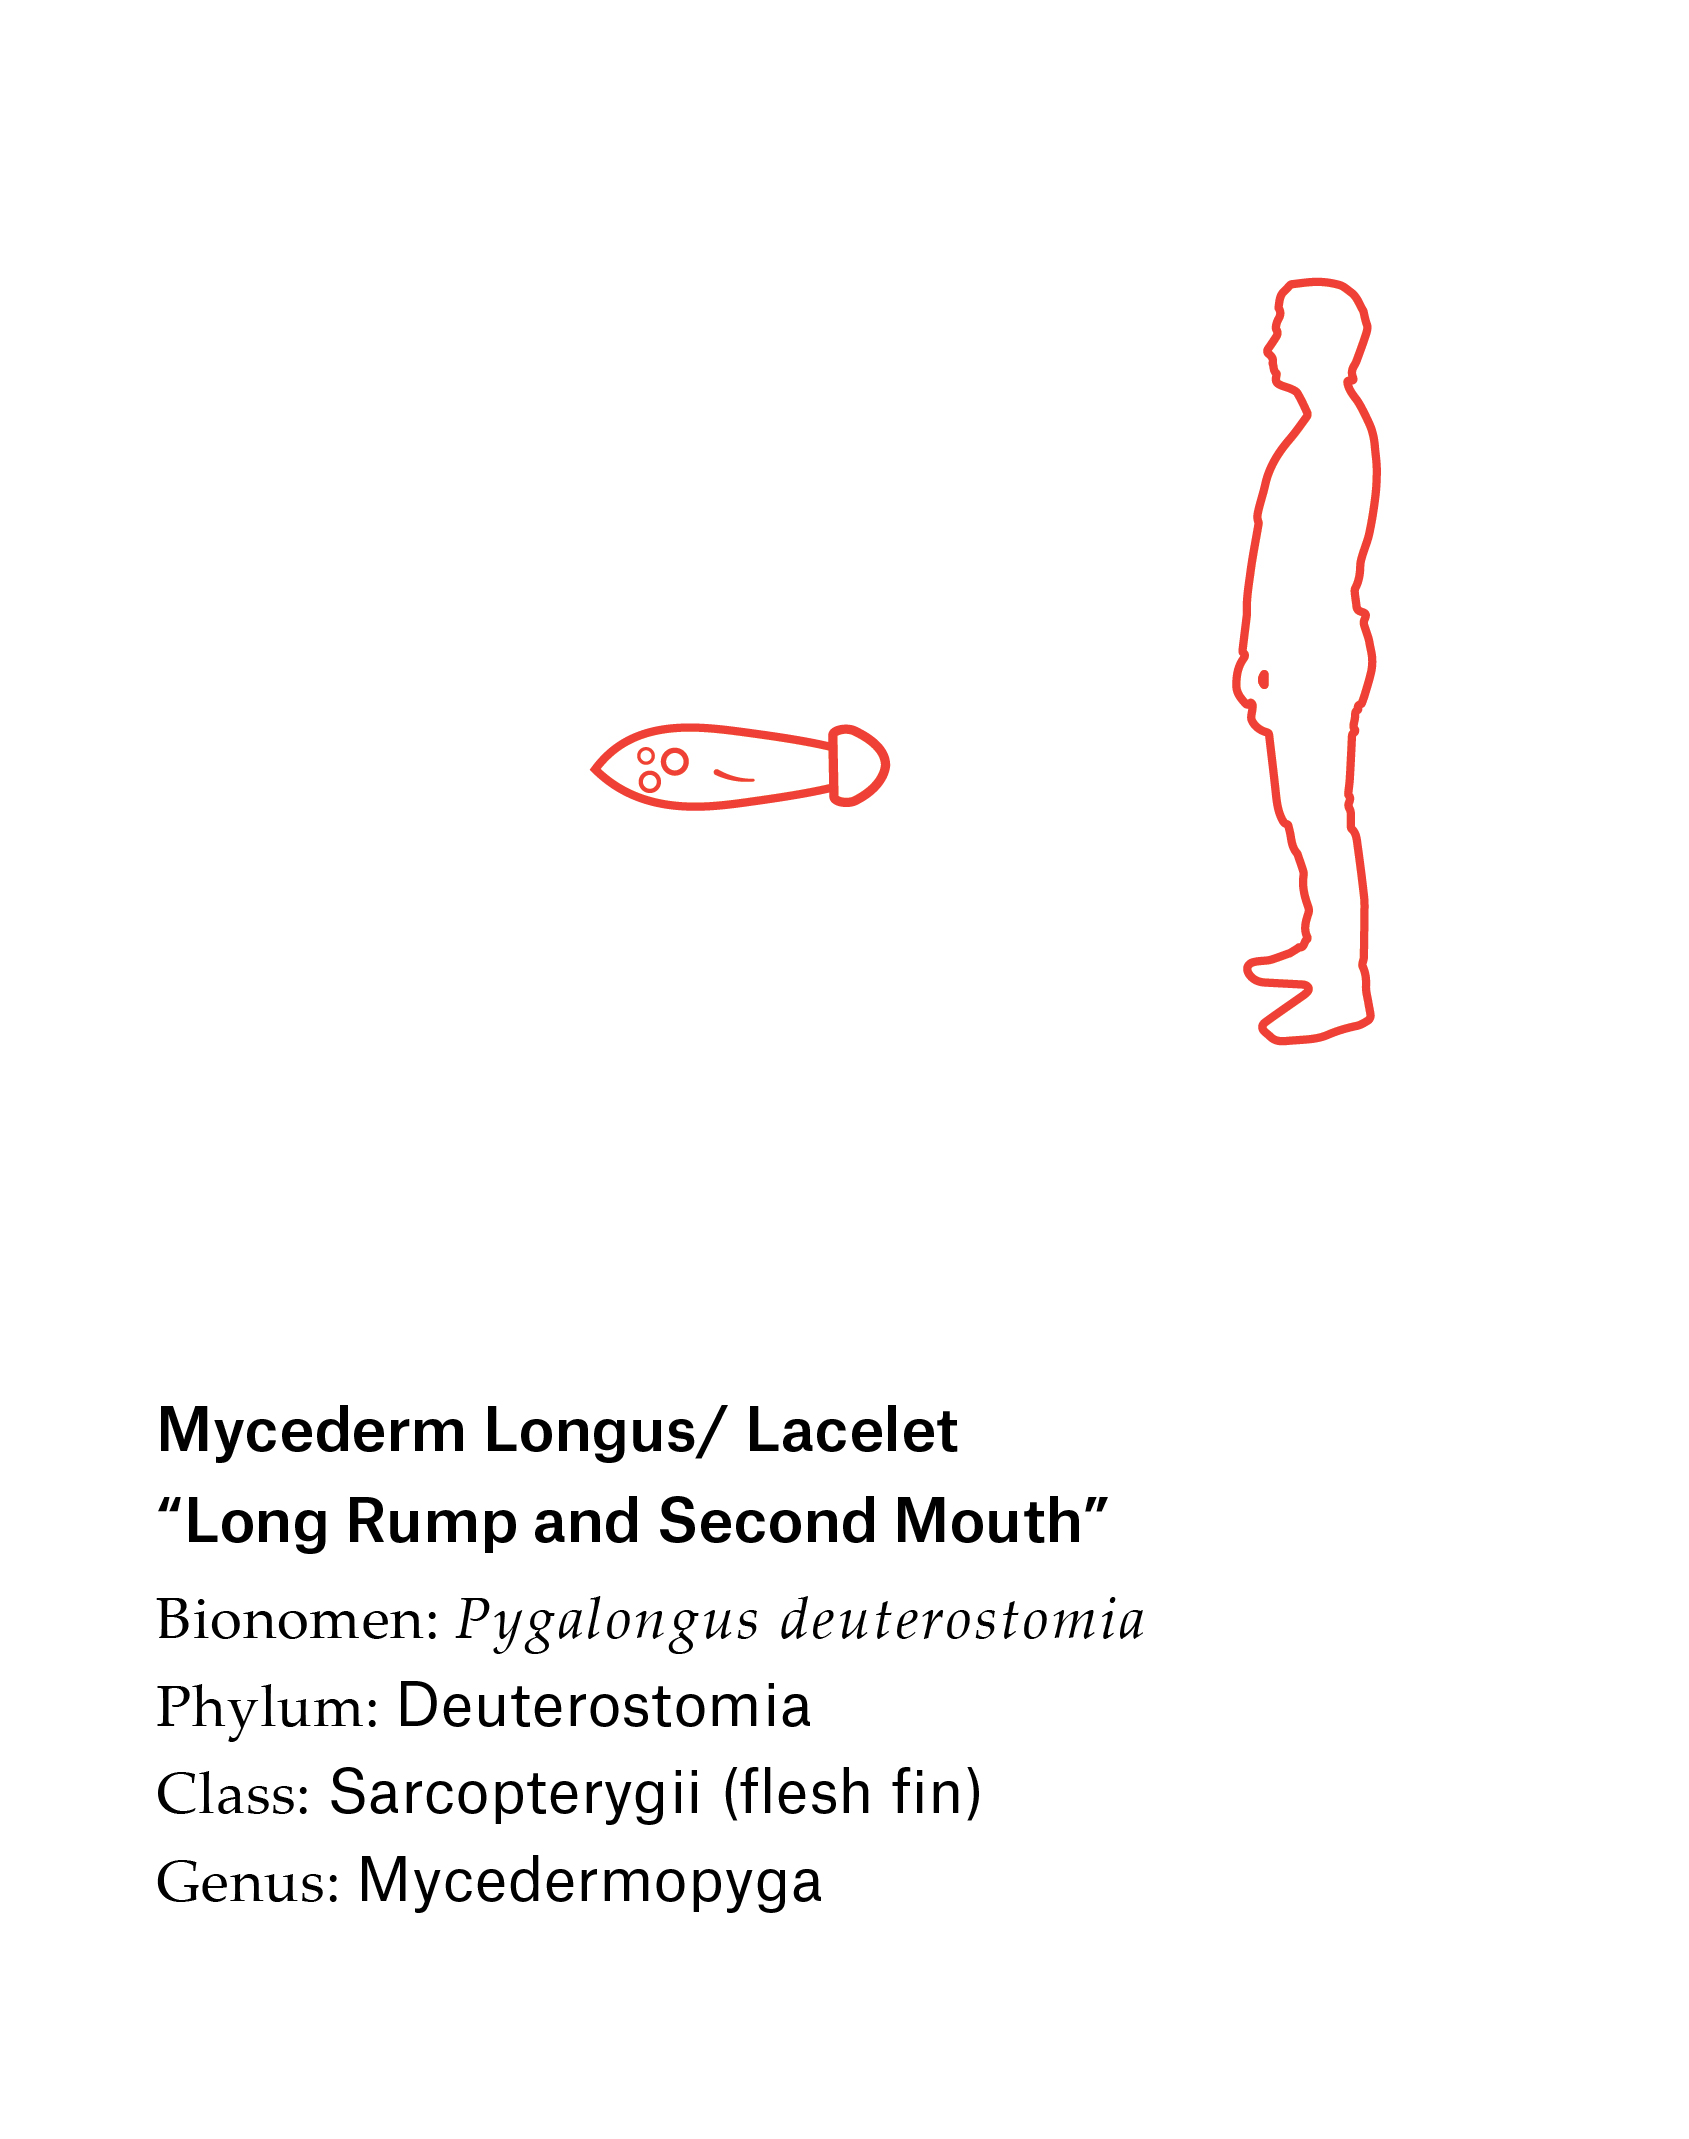 Mycederm Longus/ Lacelet
“Long Rump and Second Mouth”
Bionomen: Pygalongus deuterostomia
Phylum: Deuterostomia
Class: Sarcopterygii (flesh fin)
Genus: Mycedermopyga